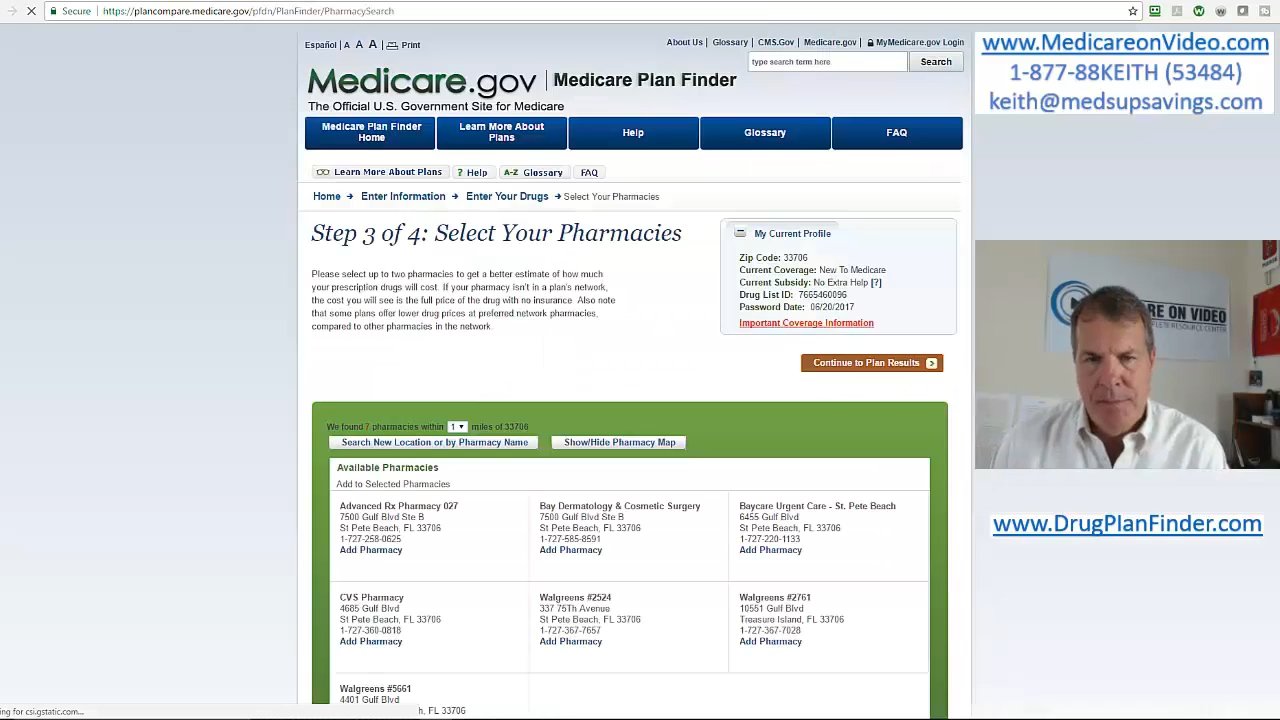 Secure
https://plancompare.medicare.gov/pfdn/PlanFinder/PharmacySearch
Español | A A A Print
About Us | Glossary | CMS.Gov | Medicare.gov | MyMedicare.gov Login
type search term here
Search
Medicare.gov | Medicare Plan Finder
The Official U.S. Government Site for Medicare
Medicare Plan Finder Home
Learn More About Plans
Help
Glossary
FAQ
Learn More About Plans
? Help
A-Z Glossary
FAQ
Home → Enter Information → Enter Your Drugs → Select Your Pharmacies
Step 3 of 4: Select Your Pharmacies
Please select up to two pharmacies to get a better estimate of how much
your prescription drugs will cost. If your pharmacy isn't in a plan's network,
the cost you will see is the full price of the drug with no insurance. Also note
that some plans offer lower drug prices at preferred network pharmacies,
compared to other pharmacies in the network.
My Current Profile
Zip Code: 33706
Current Coverage: New To Medicare
Current Subsidy: No Extra Help [?]
Drug List ID: 7665460096
Password Date: 06/20/2017
Important Coverage Information
Continue to Plan Results
We found 7 pharmacies within 1 miles of 33706
Search New Location or by Pharmacy Name
Show/Hide Pharmacy Map
Available Pharmacies
Add to Selected Pharmacies
Advanced Rx Pharmacy 027
7500 Gulf Blvd Ste B
St Pete Beach, FL 33706
1-727-258-0625
Add Pharmacy
Bay Dermatology & Cosmetic Surgery
7500 Gulf Blvd Ste B
St Pete Beach, FL 33706
1-727-585-8591
Add Pharmacy
Baycare Urgent Care - St. Pete Beach
6455 Gulf Blvd
St Pete Beach, FL 33706
1-727-220-1133
Add Pharmacy
CVS Pharmacy
4685 Gulf Blvd
St Pete Beach, FL 33706
1-727-360-0818
Add Pharmacy
Walgreens #2524
337 75Th Avenue
St Pete Beach, FL 33706
1-727-367-7657
Add Pharmacy
Walgreens #2761
10551 Gulf Blvd
Treasure Island, FL 33706
1-727-367-7028
Add Pharmacy
Walgreens #5661
4401 Gulf Blvd
h, FL 33706
ng for csi.gstatic.com...
www.MedicareonVideo.com
1-877-88KEITH (53484)
keith@medsupsavings.com
ARE ON VIDEO
PLETE RESOURCE CENTER
www.DrugPlanFinder.com